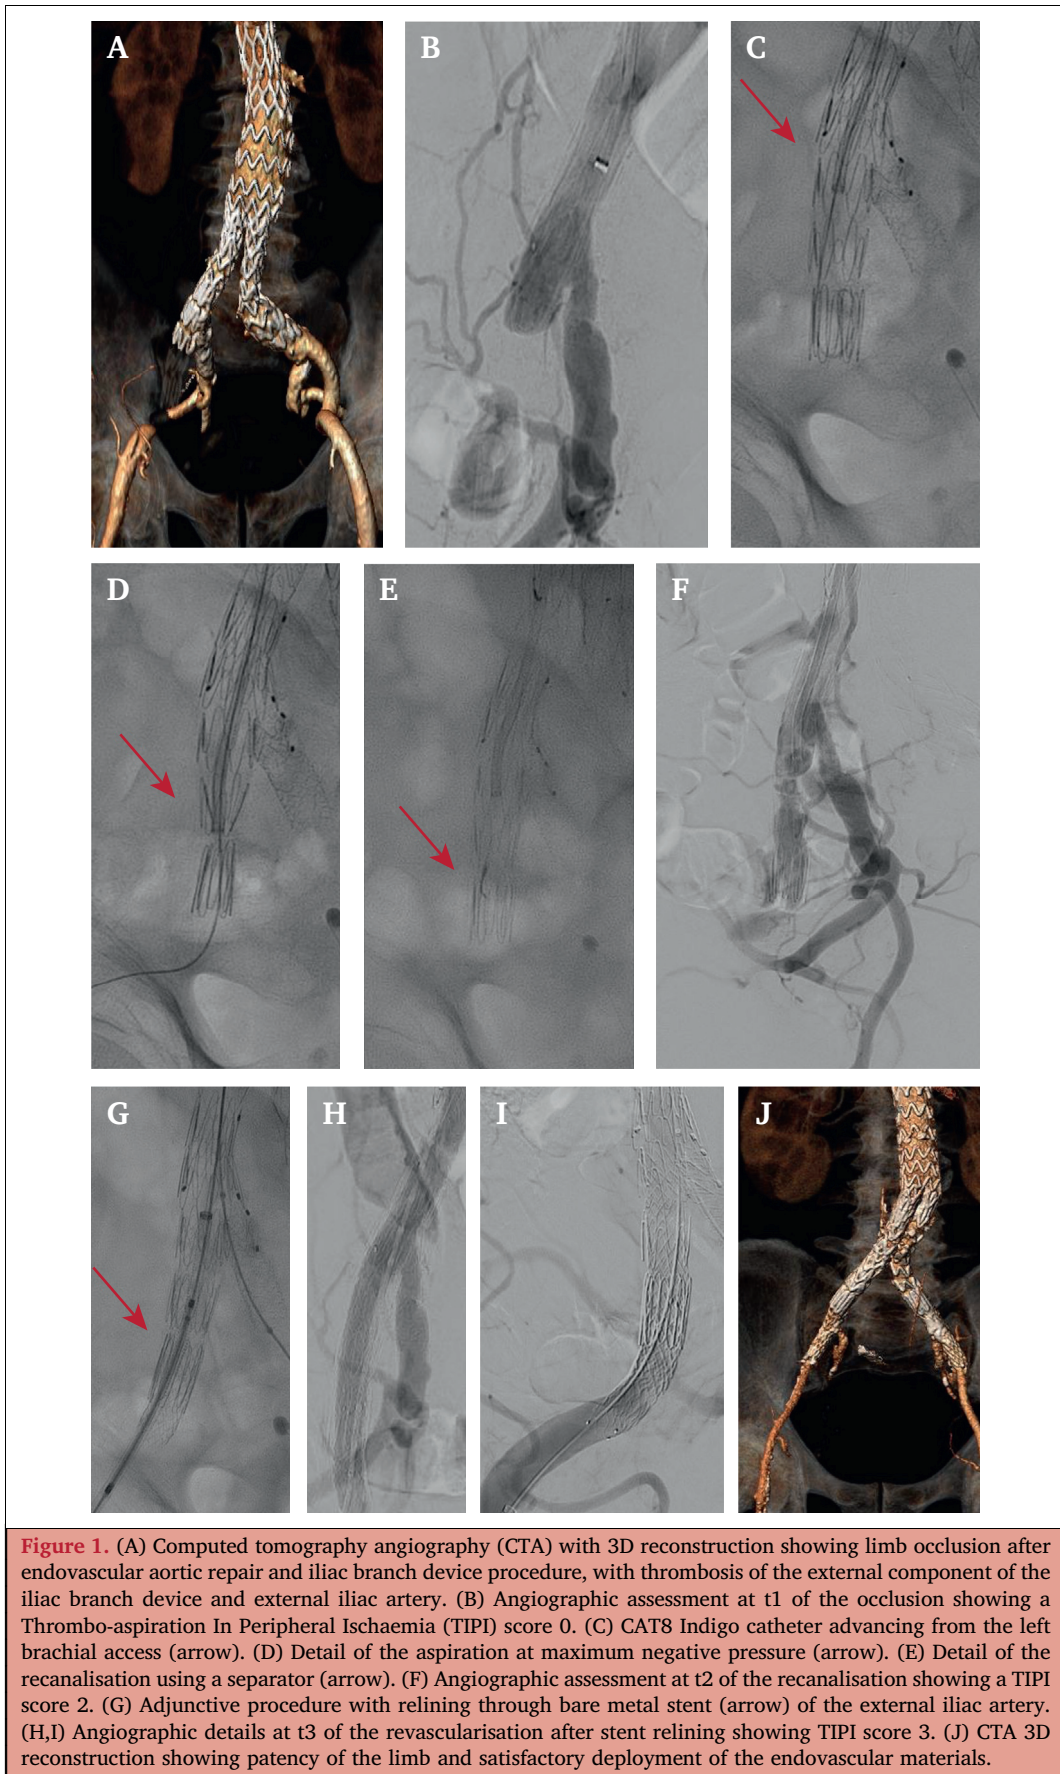 A
B
C
D
E
F
G
H
I
J
Figure 1. (A) Computed tomography angiography (CTA) with 3D reconstruction showing limb occlusion after
endovascular aortic repair and iliac branch device procedure, with thrombosis of the external component of the
iliac branch device and external iliac artery. (B) Angiographic assessment at t1 of the occlusion showing a
Thrombo-aspiration In Peripheral Ischaemia (TIPI) score 0. (C) CAT8 Indigo catheter advancing from the left
brachial access (arrow). (D) Detail of the aspiration at maximum negative pressure (arrow). (E) Detail of the
recanalisation using a separator (arrow). (F) Angiographic assessment at t2 of the recanalisation showing a TIPI
score 2. (G) Adjunctive procedure with relining through bare metal stent (arrow) of the external iliac artery.
(H,I) Angiographic details at t3 of the revascularisation after stent relining showing TIPI score 3. (J) CTA 3D
reconstruction showing patency of the limb and satisfactory deployment of the endovascular materials.